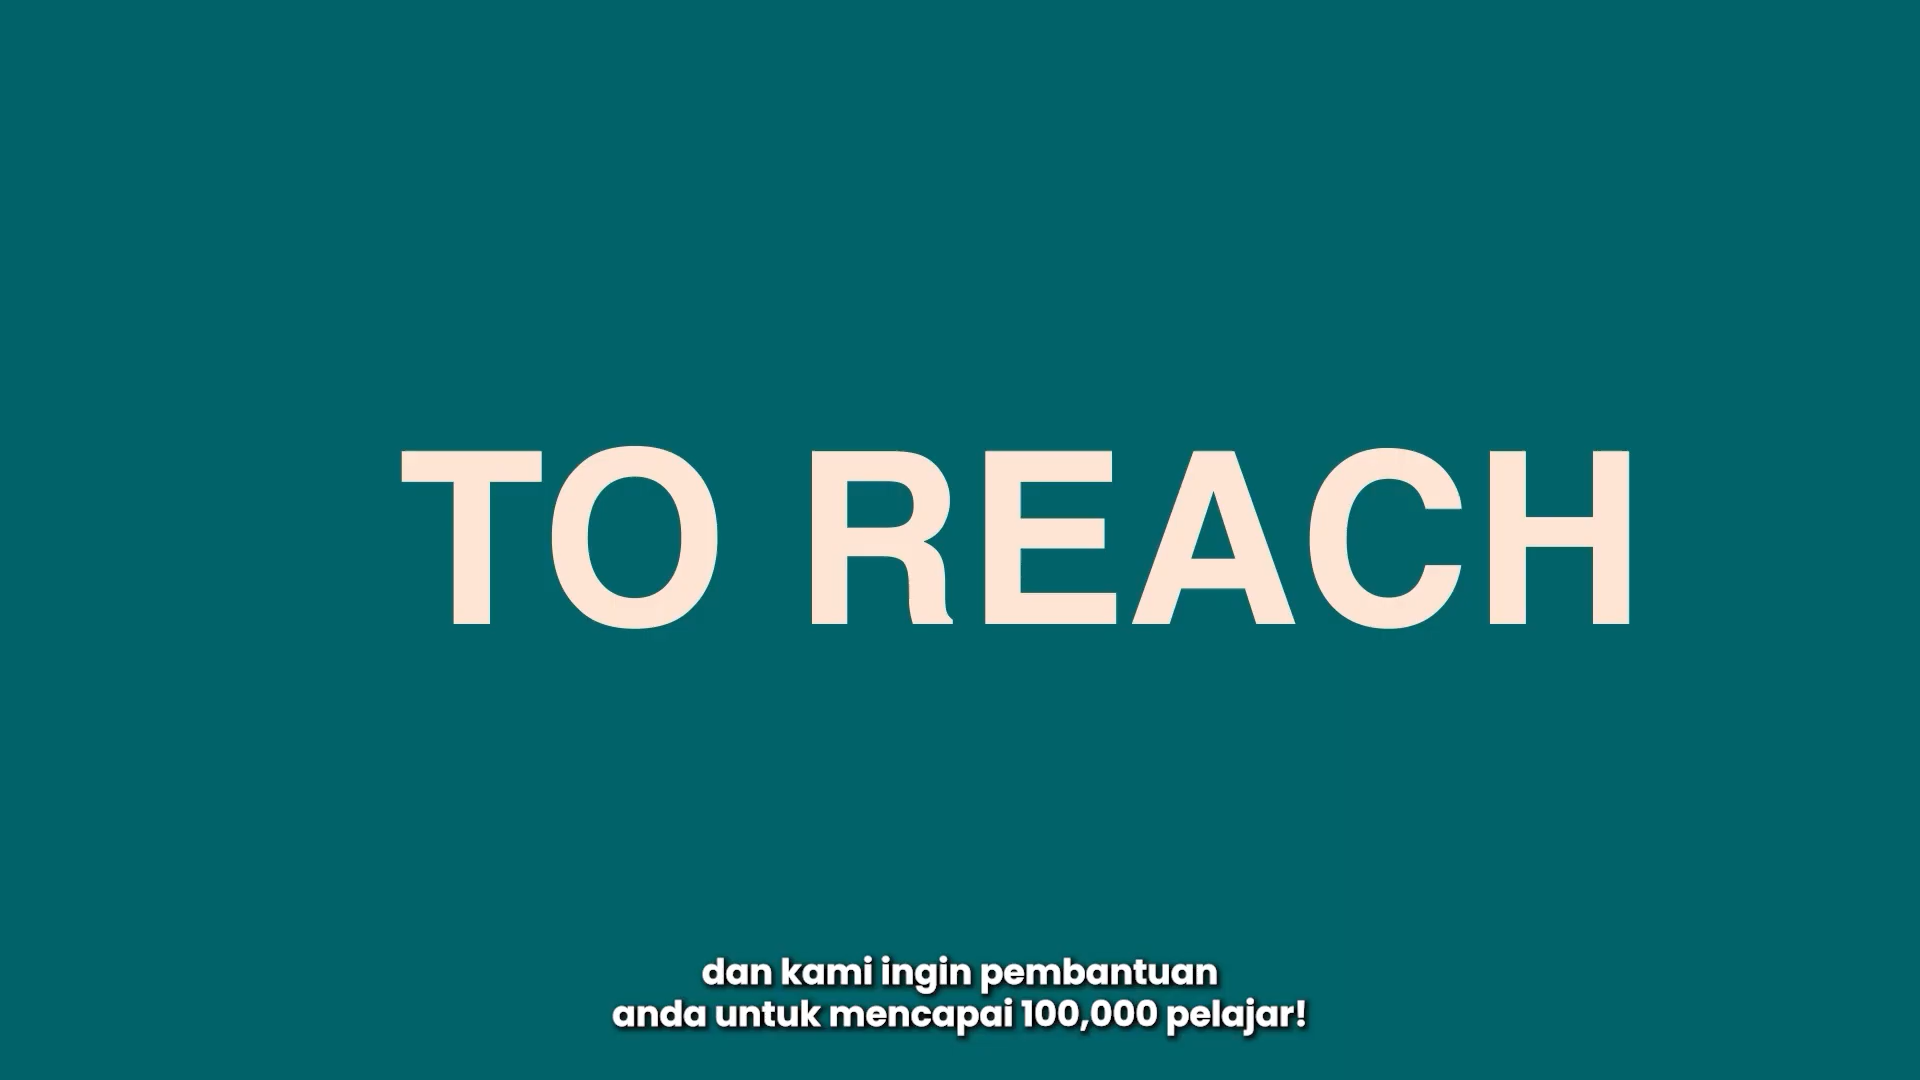 TO REACH
dan kami ingin pembantuan
anda untuk mencapai 100,000 pelajar!